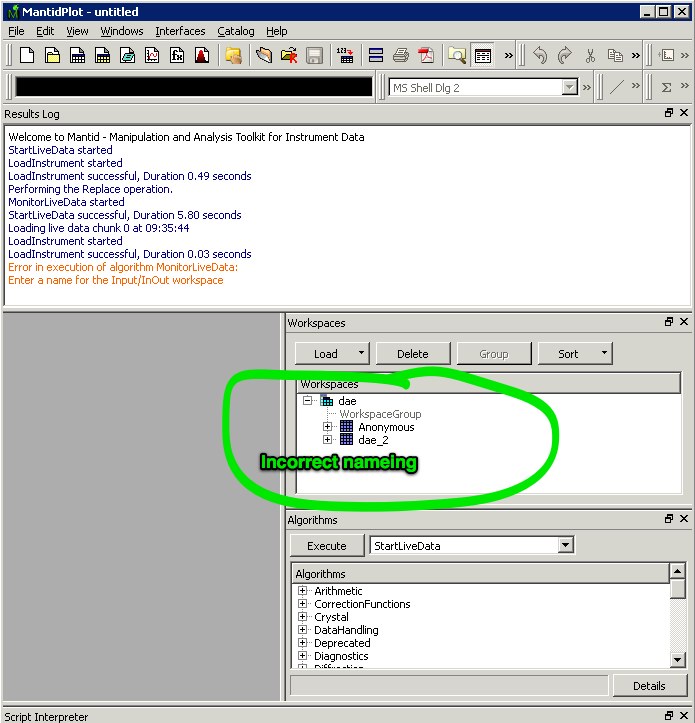 MantidPlot - untitled
File Edit View Windows Interfaces Catalog Help
MS Shell Dlg 2
Results Log
Welcome to Mantid - Manipulation and Analysis Toolkit for Instrument Data
StartLiveData started
LoadInstrument started
LoadInstrument successful, Duration 0.49 seconds
Performing the Replace operation.
MonitorLiveData started
StartLiveData successful, Duration 5.80 seconds
Loading live data chunk 0 at 09:35:44
LoadInstrument started
LoadInstrument successful, Duration 0.03 seconds
Error in execution of algorithm MonitorLiveData:
Enter a name for the Input/InOut workspace
Workspaces
Load Delete Group Sort
Workspaces
dae
WorkspaceGroup
Anonymous
dae_2
Incorrect nameing
Algorithms
Execute StartLiveData
Algorithms
Arithmetic
CorrectionFunctions
Crystal
DataHandling
Deprecated
Diagnostics
Diffraction
Details
Script Interpreter